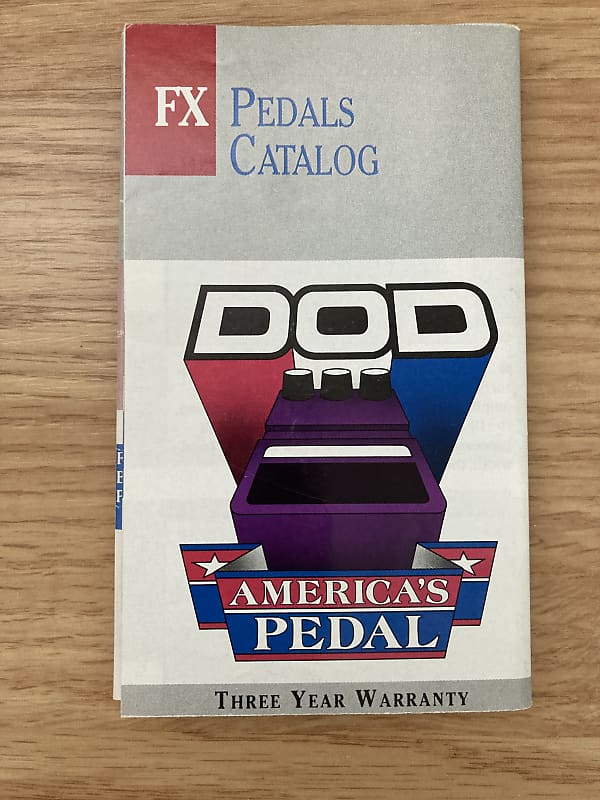 FX
PEDALS
CATALOG
DOD
AMERICA'S
PEDAL
THREE YEAR WARRANTY